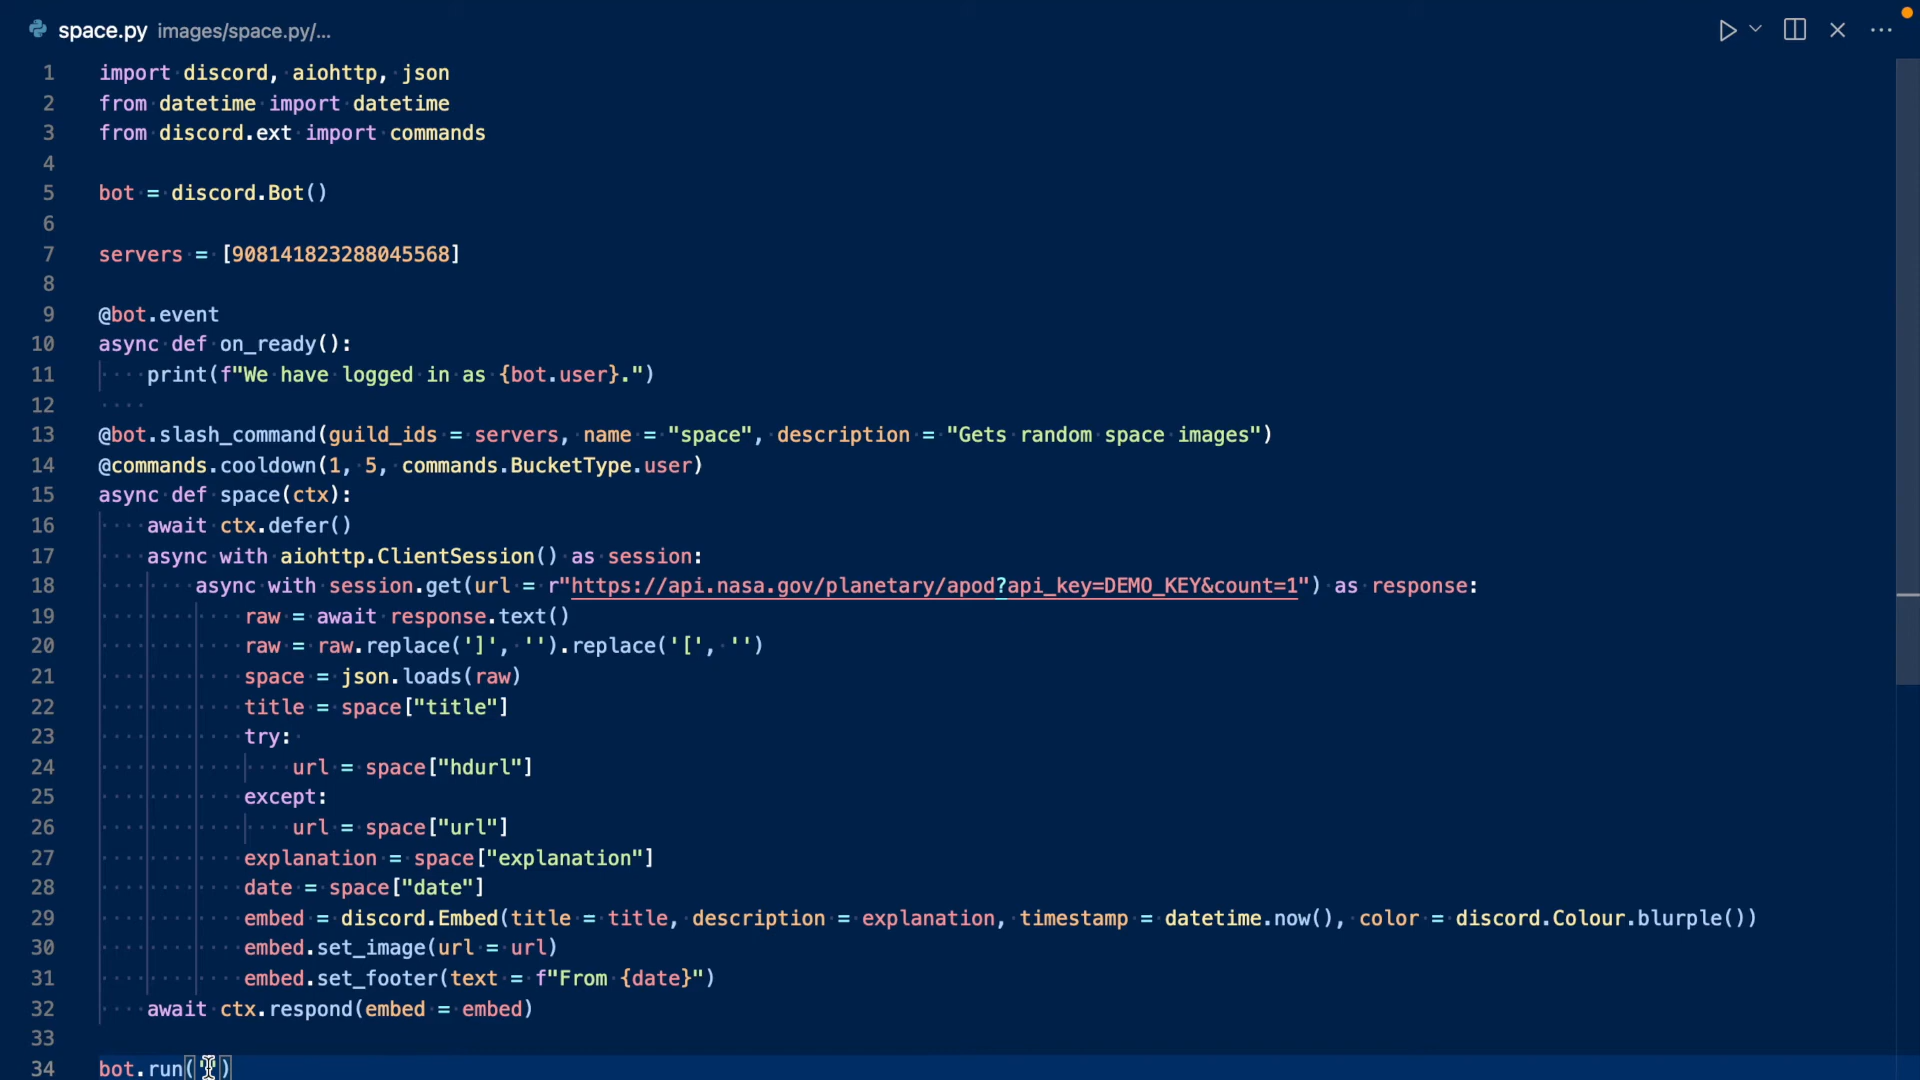 space.py images/space.py/...
1 import discord, aiohttp, json
2 from datetime import datetime
3 from discord.ext import commands
4
5 bot = discord.Bot()
6
7 servers = [908141823288045568]
8
9 @bot.event
10 async def on_ready():
11     print(f"We have logged in as {bot.user}.")
12
13 @bot.slash_command(guild_ids = servers, name = "space", description = "Gets random space images")
14 @commands.cooldown(1, 5, commands.BucketType.user)
15 async def space(ctx):
16     await ctx.defer()
17     async with aiohttp.ClientSession() as session:
18         async with session.get(url = r"https://api.nasa.gov/planetary/apod?api_key=DEMO_KEY&count=1") as response:
19             raw = await response.text()
20             raw = raw.replace(']', '').replace('[', '')
21             space = json.loads(raw)
22             title = space["title"]
23             try:
24                 url = space["hdurl"]
25             except:
26                 url = space["url"]
27             explanation = space["explanation"]
28             date = space["date"]
29             embed = discord.Embed(title = title, description = explanation, timestamp = datetime.now(), color = discord.Colour.blurple())
30             embed.set_image(url = url)
31             embed.set_footer(text = f"From {date}")
32     await ctx.respond(embed = embed)
33
34 bot.run('')